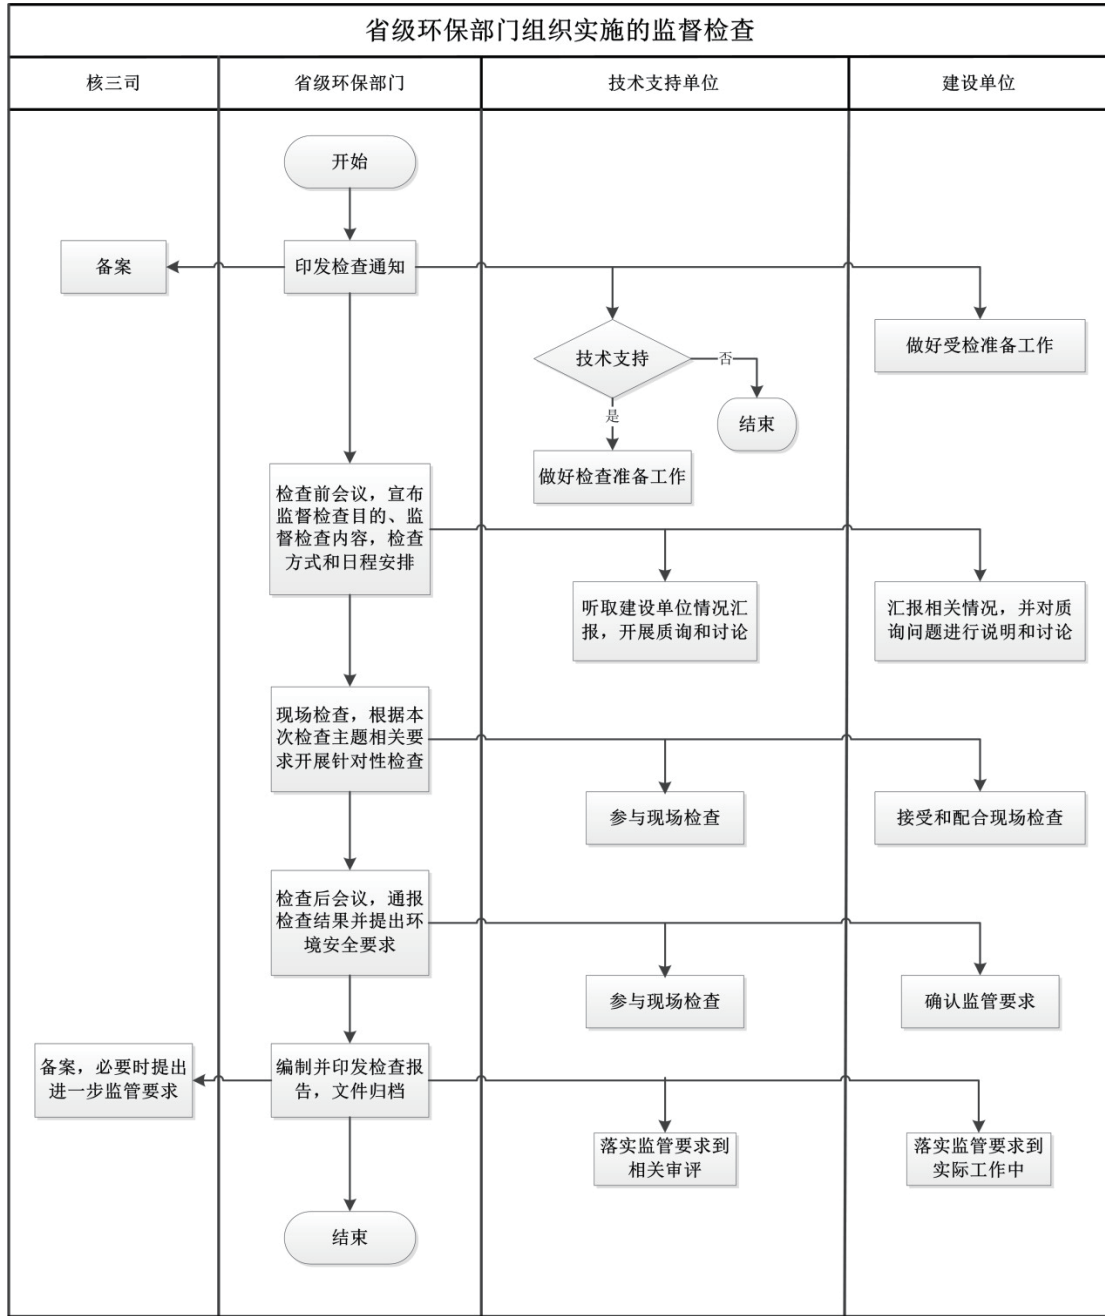 省级环保部门组织实施的监督检查
核三司
省级环保部门
技术支持单位
建设单位
开始
备案
印发检查通知
技术支持
否
结束
是
做好检查准备工作
做好受检准备工作
检查前会议，宣布
监督检查目的、监
督检查内容，检查
方式和日程安排
听取建设单位情况汇
报，开展质询和讨论
汇报相关情况，并对质
询问题进行说明和讨论
现场检查，根据本
次检查主题相关要
求开展针对性检查
参与现场检查
接受和配合现场检查
检查后会议，通报
检查结果并提出环
境安全要求
参与现场检查
确认监管要求
备案，必要时提出
进一步监管要求
编制并印发检查报
告，文件归档
落实监管要求到
相关审评
落实监管要求到
实际工作中
结束